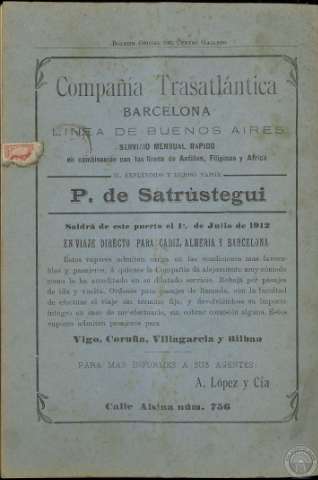 BOLETIN OFICIAL DEL CENTRO GALLEGO
Compañía Trasatlántica
BARCELONA
LINEA DE BUENOS AIRES
SERVICIO MENSUAL RAPIDO
en combinación con las líneas de Antillas, Filipinas y Africa
EL ESPLENDIDO Y LUJOSO VAPOR
P. de Satrústegui
Saldrá de este puerto el 1º. de Julio de 1912
EN VIAJE DIRECTO PARA CADIZ, ALMERIA Y BARCELONA
Estos vapores admiten carga en las condiciones mas favora-
bles y pasajeros, á quienes la Compañía dá alojamiento muy cómodo
como lo ha acreditado en su dilatado servicio. Rebaja por pasajes
de ida y vuelta. Ordenes para pasajes de llamada, con la facultad
de efectuar el viaje sin término fijo, y devolviéndose su importe
íntegro en caso de no efectuarlo, sin cobrar comisión alguna. Estos
vapores admiten pasajeros para
Vigo, Coruña, Villagarcia y Bilbao
PARA MAS INFORMES A SUS AGENTES:
A. López y Cía
Calle Alsina núm. 756